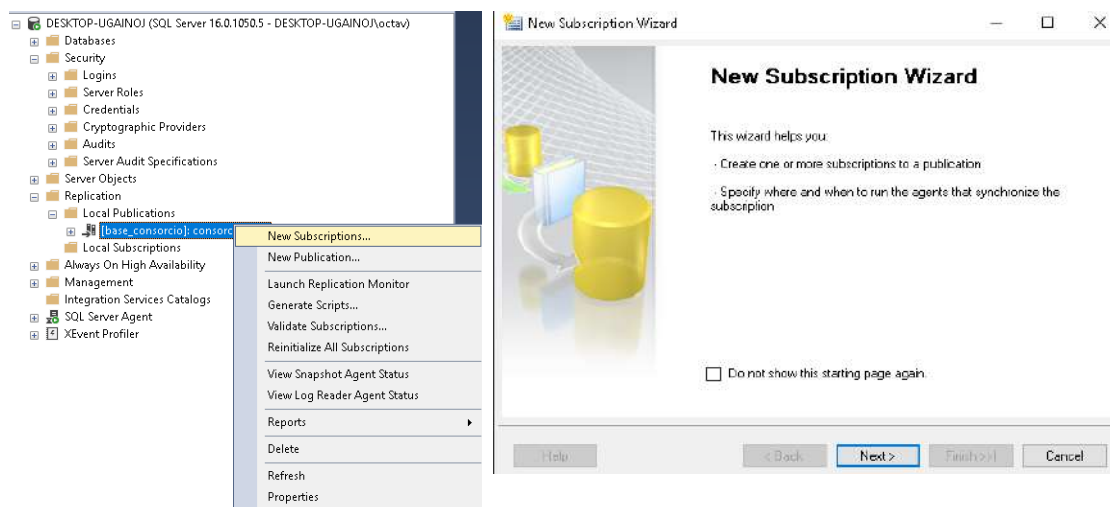 DESKTOP-UGAINOJ (SQL Server 16.0.1050.5 - DESKTOP-UGAINOJ\octav)
Databases
Security
Logins
Server Roles
Credentials
Cryptographic Providers
Audits
Server Audit Specifications
Server Objects
Replication
Local Publications
[base_consorcio]: consorc
Local Subscriptions
Always On High Availability
Management
Integration Services Catalogs
SQL Server Agent
XEvent Profiler
New Subscriptions...
New Publication...
Launch Replication Monitor
Generate Scripts...
Validate Subscriptions...
Reinitialize All Subscriptions
View Snapshot Agent Status
View Log Reader Agent Status
Reports
Delete
Refresh
Properties
New Subscription Wizard
New Subscription Wizard
This wizard helps you:
- Create one or more subscriptions to a publication
- Specify where and when to run the agents that synchronize the
subscription
Do not show this starting page again.
Help
< Back
Next >
Finish >>|
Cancel